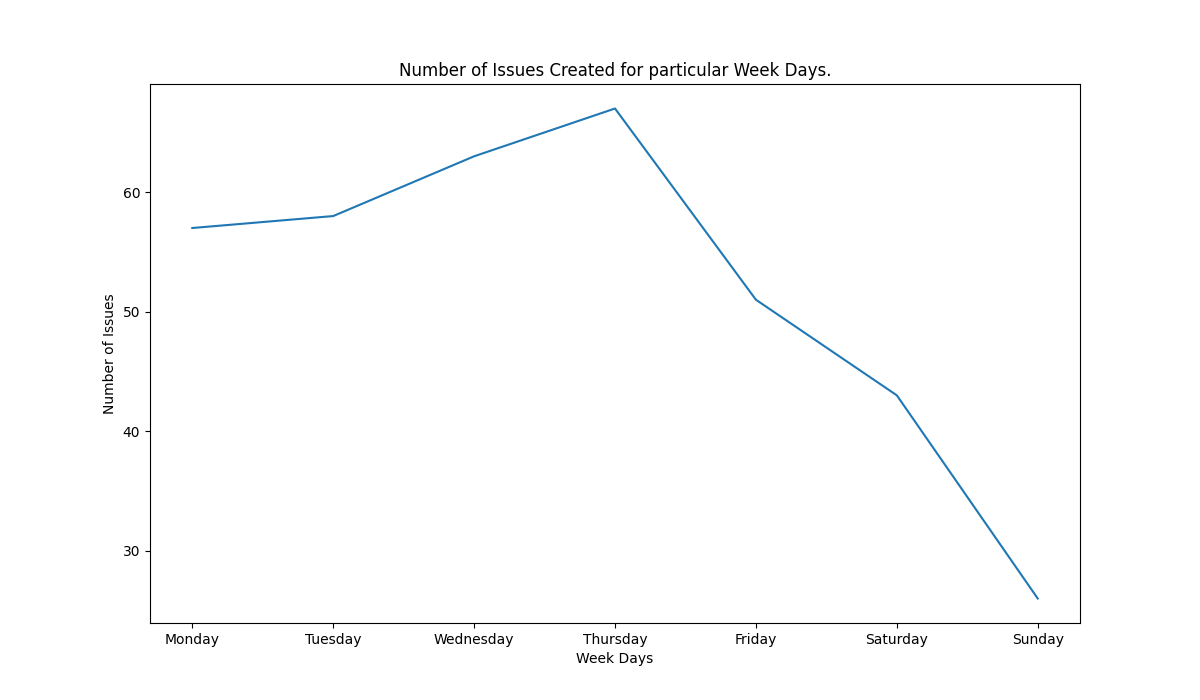 Number of Issues Created for particular Week Days.
Number of Issues
60
50
40
30
Monday Tuesday Wednesday Thursday Friday Saturday Sunday
Week Days